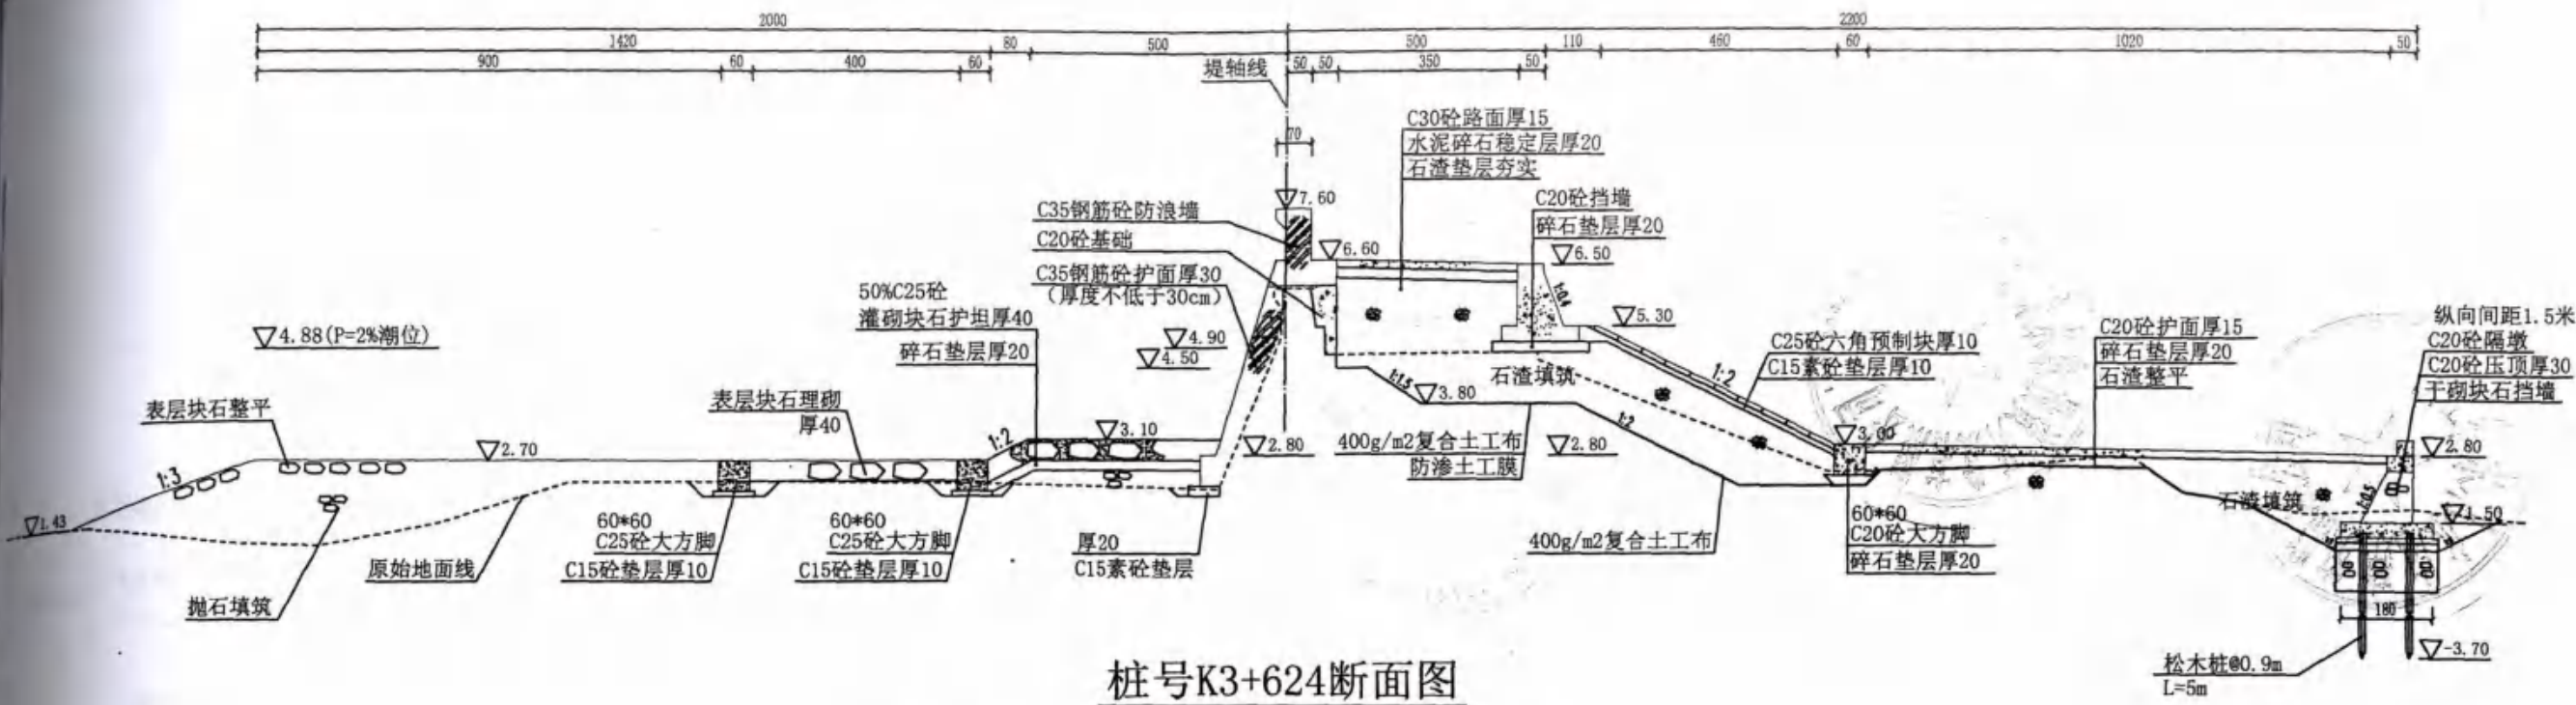 2000
2200
1420
80
500
500
110
460
60
1020
50
900
60
400
60
堤轴线
50
50
350
50
70
C30砼路面厚15
水泥碎石稳定层厚20
石渣垫层夯实
C20砼挡墙
碎石垫层厚20
7.60
C35钢筋砼防浪墙
C20砼基础
C35钢筋砼护面厚30
(厚度不低于30cm)
6.60
6.50
1:0.4
50%C25砼
灌砌块石护坦厚40
碎石垫层厚20
4.90
4.50
4.88(P=2%潮位)
5.30
C25砼六角预制块厚10
C15素砼垫层厚10
1:2
C20砼护面厚15
碎石垫层厚20
石渣整平
纵向间距1.5米
C20砼隔墩
C20砼压顶厚30
干砌块石挡墙
表层块石整平
表层块石理砌
厚40
1:1.5
3.80
石渣填筑
1:2
1:2
3.10
2.70
2.80
400g/m2复合土工布
防渗土工膜
2.80
3.00
2.80
1:3
1.43
石渣填筑
1:0.5
1.50
60*60
C25砼大方脚
C15砼垫层厚10
60*60
C25砼大方脚
C15砼垫层厚10
厚20
C15素砼垫层
400g/m2复合土工布
60*60
C20砼大方脚
碎石垫层厚20
原始地面线
抛石填筑
180
-3.70
松木桩@0.9m
L=5m
桩号K3+624断面图